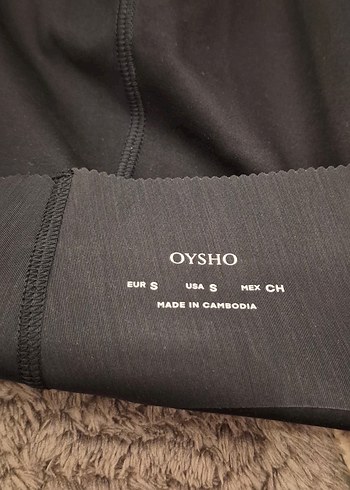 OYSHO
EUR S USA S MEX CH
MADE IN CAMBODIA